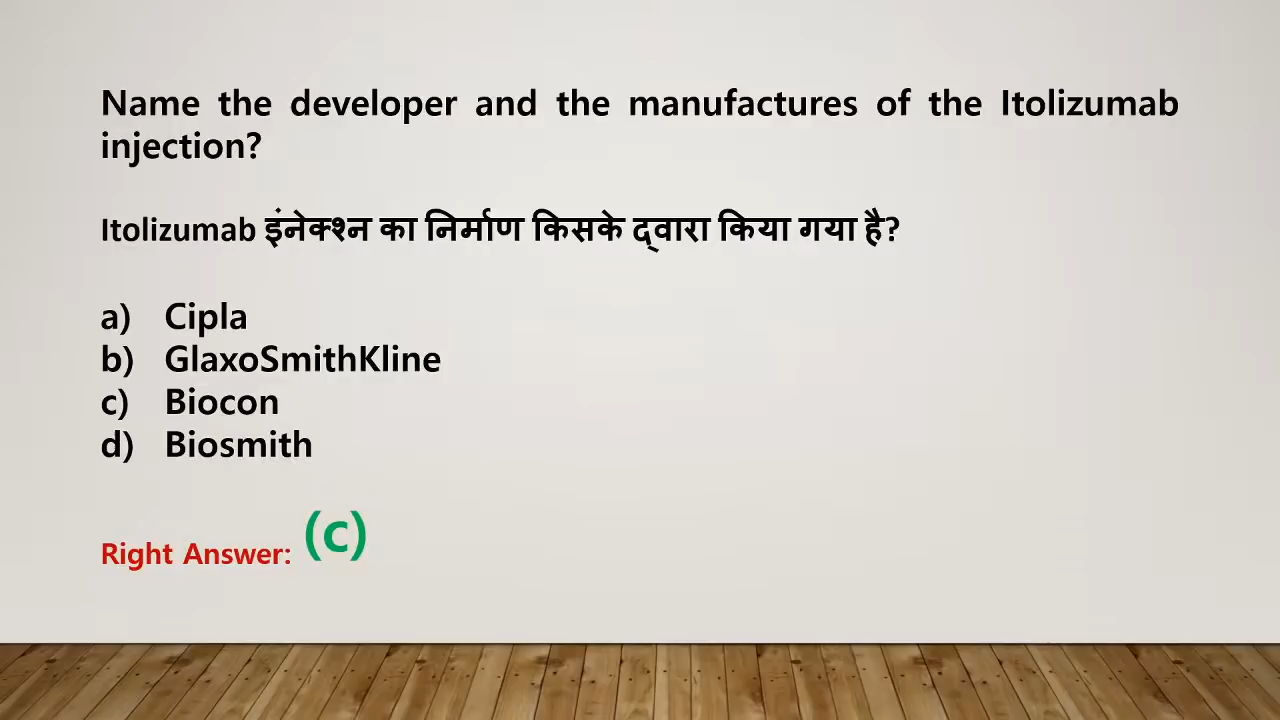 Name the developer and the manufactures of the Itolizumab
injection?
Itolizumab इंनेक्श्न का निर्माण किसके द्वारा किया गया है?
a) Cipla
b) GlaxoSmithKline
c) Biocon
d) Biosmith
Right Answer: (c)